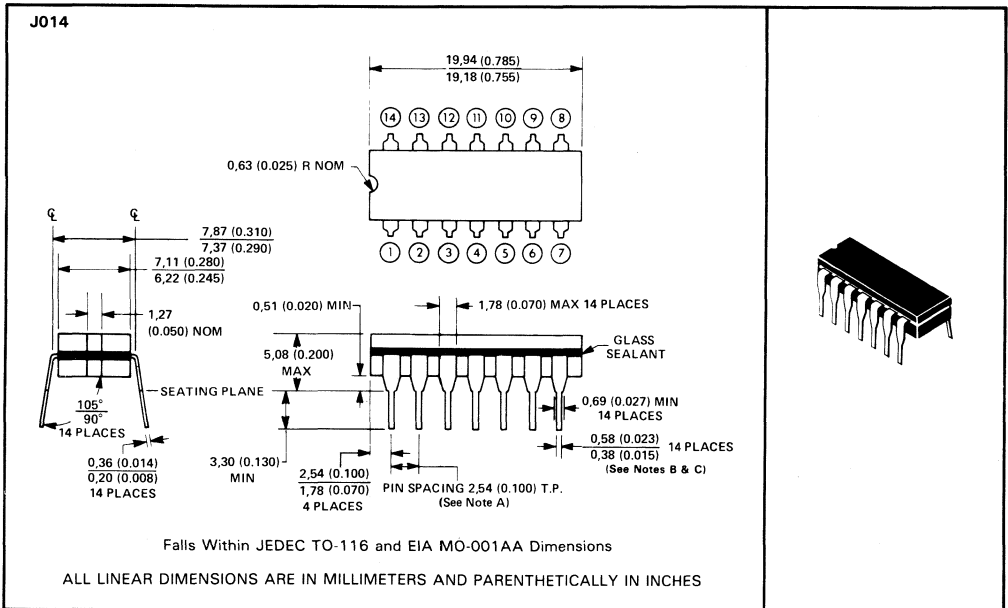 J014
19,94 (0.785)
19,18 (0.755)
14 13 12 11 10 9 8
0,63 (0.025) R NOM
1 2 3 4 5 6 7
℄ ℄
7,87 (0.310)
7,37 (0.290)
7,11 (0.280)
6,22 (0.245)
1,27
(0.050) NOM
0,51 (0.020) MIN
1,78 (0.070) MAX 14 PLACES
5,08 (0.200)
MAX
GLASS
SEALANT
SEATING PLANE
105°
90°
14 PLACES
0,36 (0.014)
0,20 (0.008)
14 PLACES
3,30 (0.130)
MIN
2,54 (0.100)
1,78 (0.070)
4 PLACES
PIN SPACING 2,54 (0.100) T.P.
(See Note A)
0,69 (0.027) MIN
14 PLACES
0,58 (0.023)
0,38 (0.015)
14 PLACES
(See Notes B & C)
Falls Within JEDEC TO-116 and EIA MO-001AA Dimensions
ALL LINEAR DIMENSIONS ARE IN MILLIMETERS AND PARENTHETICALLY IN INCHES